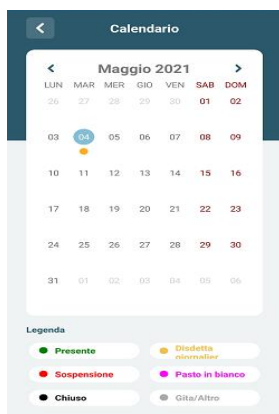 Calendario
Maggio 2021
LUN MAR MER GIO VEN SAB DOM
26 27 28 29 30 01 02
03 04 05 06 07 08 09
10 11 12 13 14 15 16
17 18 19 20 21 22 23
24 25 26 27 28 29 30
31 01 02 03 04 05 06
Legenda
Presente
Disdetta
giornalier
Sospensione
Pasto in bianco
Chiuso
Gita/Altro